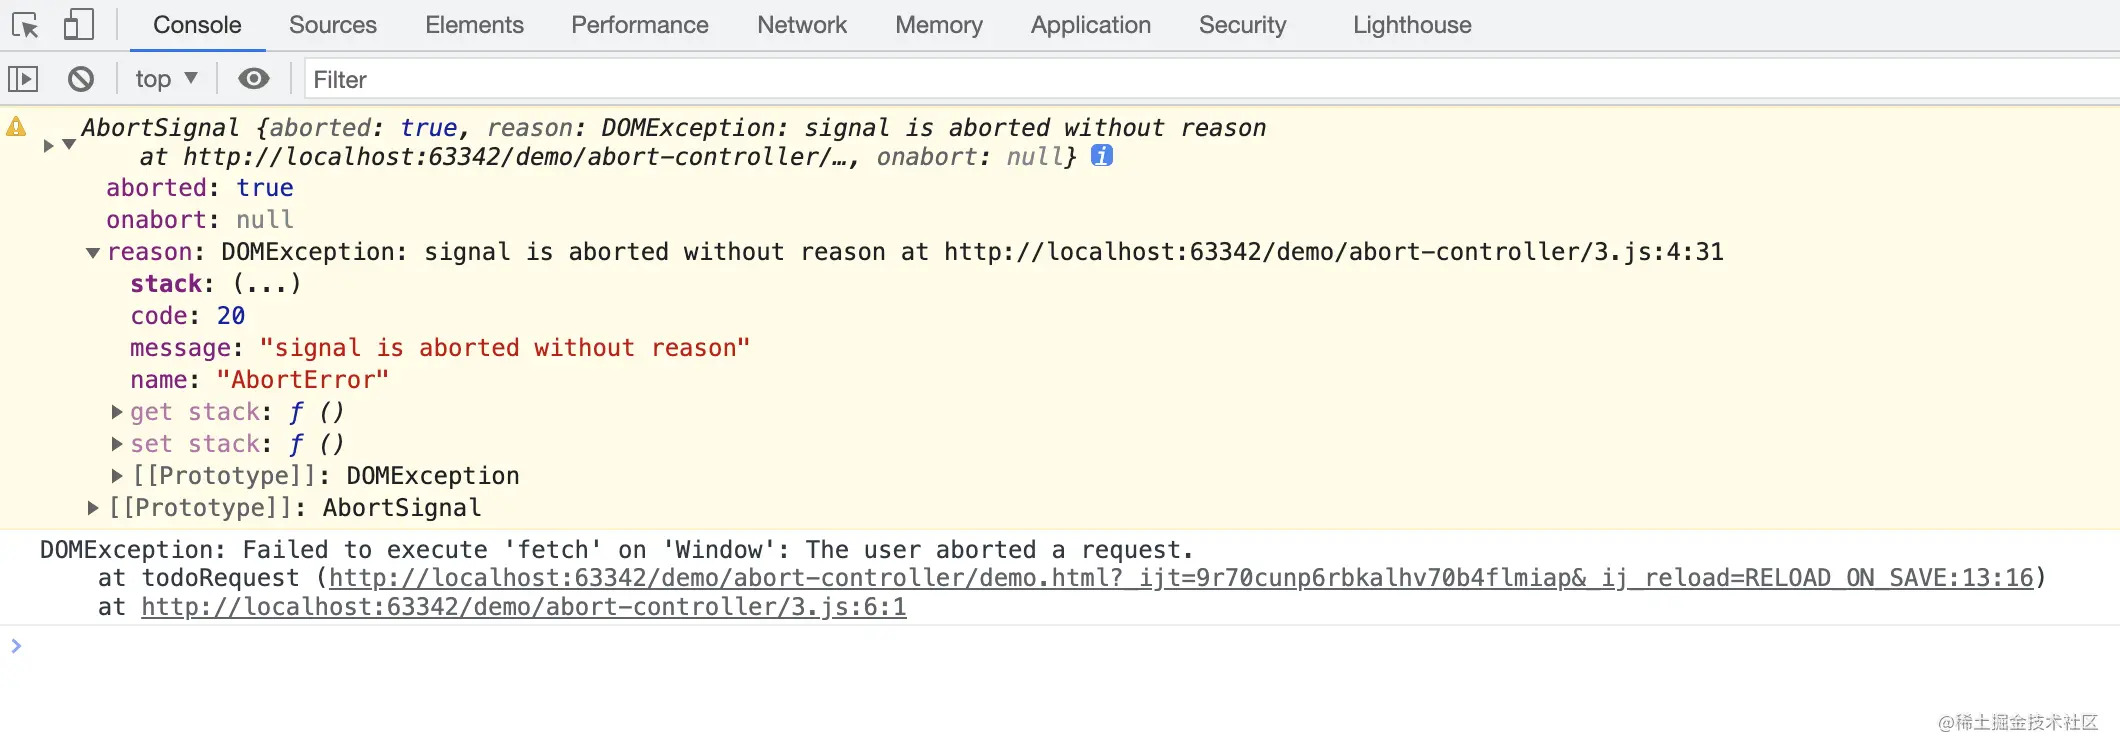 Console Sources Elements Performance Network Memory Application Security Lighthouse
top Filter
AbortSignal {aborted: true, reason: DOMException: signal is aborted without reason
at http://localhost:63342/demo/abort-controller/…, onabort: null} i
aborted: true
onabort: null
reason: DOMException: signal is aborted without reason at http://localhost:63342/demo/abort-controller/3.js:4:31
stack: (...)
code: 20
message: "signal is aborted without reason"
name: "AbortError"
get stack: ƒ ()
set stack: ƒ ()
[[Prototype]]: DOMException
[[Prototype]]: AbortSignal
DOMException: Failed to execute 'fetch' on 'Window': The user aborted a request.
at todoRequest (http://localhost:63342/demo/abort-controller/demo.html?_ijt=9r70cunp6rbkalhv70b4flmiap&_ij_reload=RELOAD_ON_SAVE:13:16)
at http://localhost:63342/demo/abort-controller/3.js:6:1
@稀土掘金技术社区